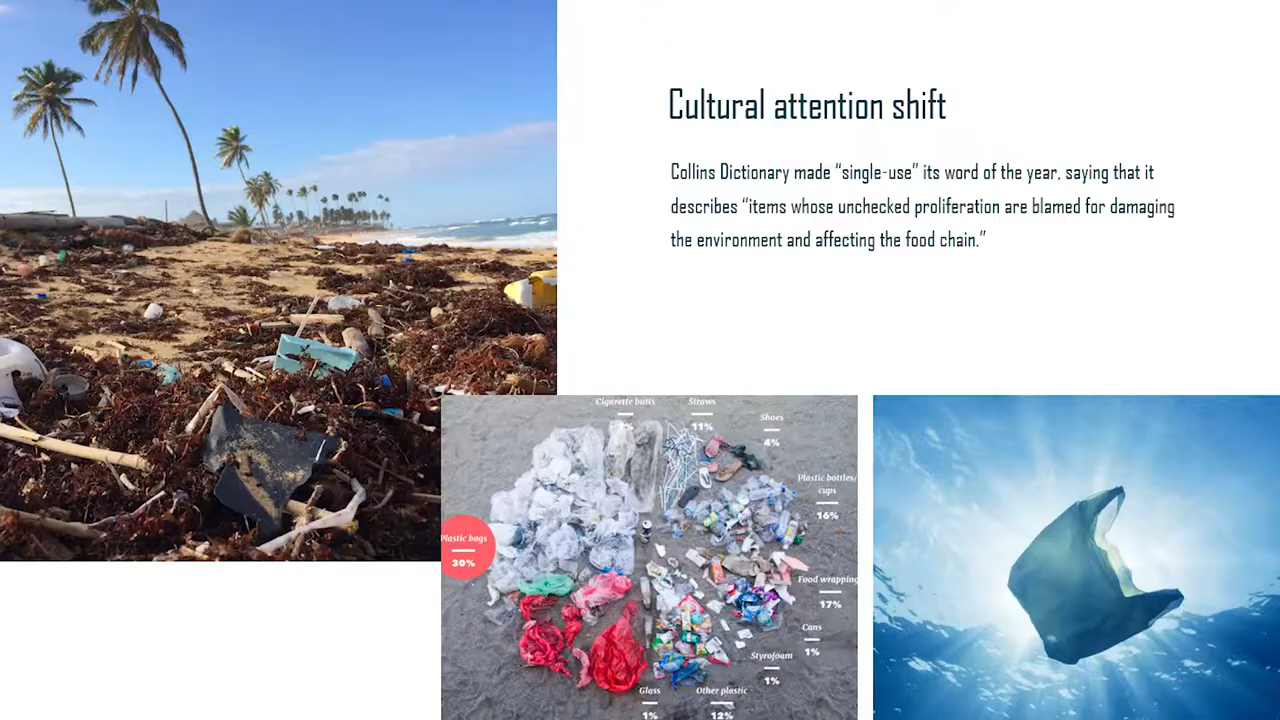 Cultural attention shift
Collins Dictionary made “single-use” its word of the year, saying that it
describes “items whose unchecked proliferation are blamed for damaging
the environment and affecting the food chain.”
Cigarette butts
7%
Straws
11%
Shoes
4%
Plastic bottles/
cups
16%
Plastic bags
30%
Food wrapping
17%
Cans
1%
Styrofoam
1%
Glass
1%
Other plastic
12%